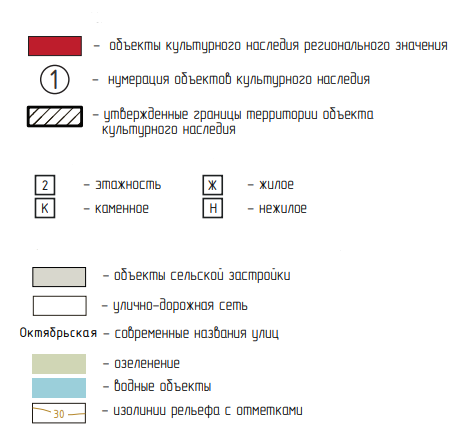 – объекты культурного наследия регионального значения
1 – нумерация объектов культурного наследия
– утвержденные границы территории объекта
культурного наследия
2 – этажность Ж – жилое
К – каменное Н – нежилое
– объекты сельской застройки
– улично-дорожная сеть
Октябрьская – современные названия улиц
– озеленение
– водные объекты
30 – изолинии рельефа с отметками